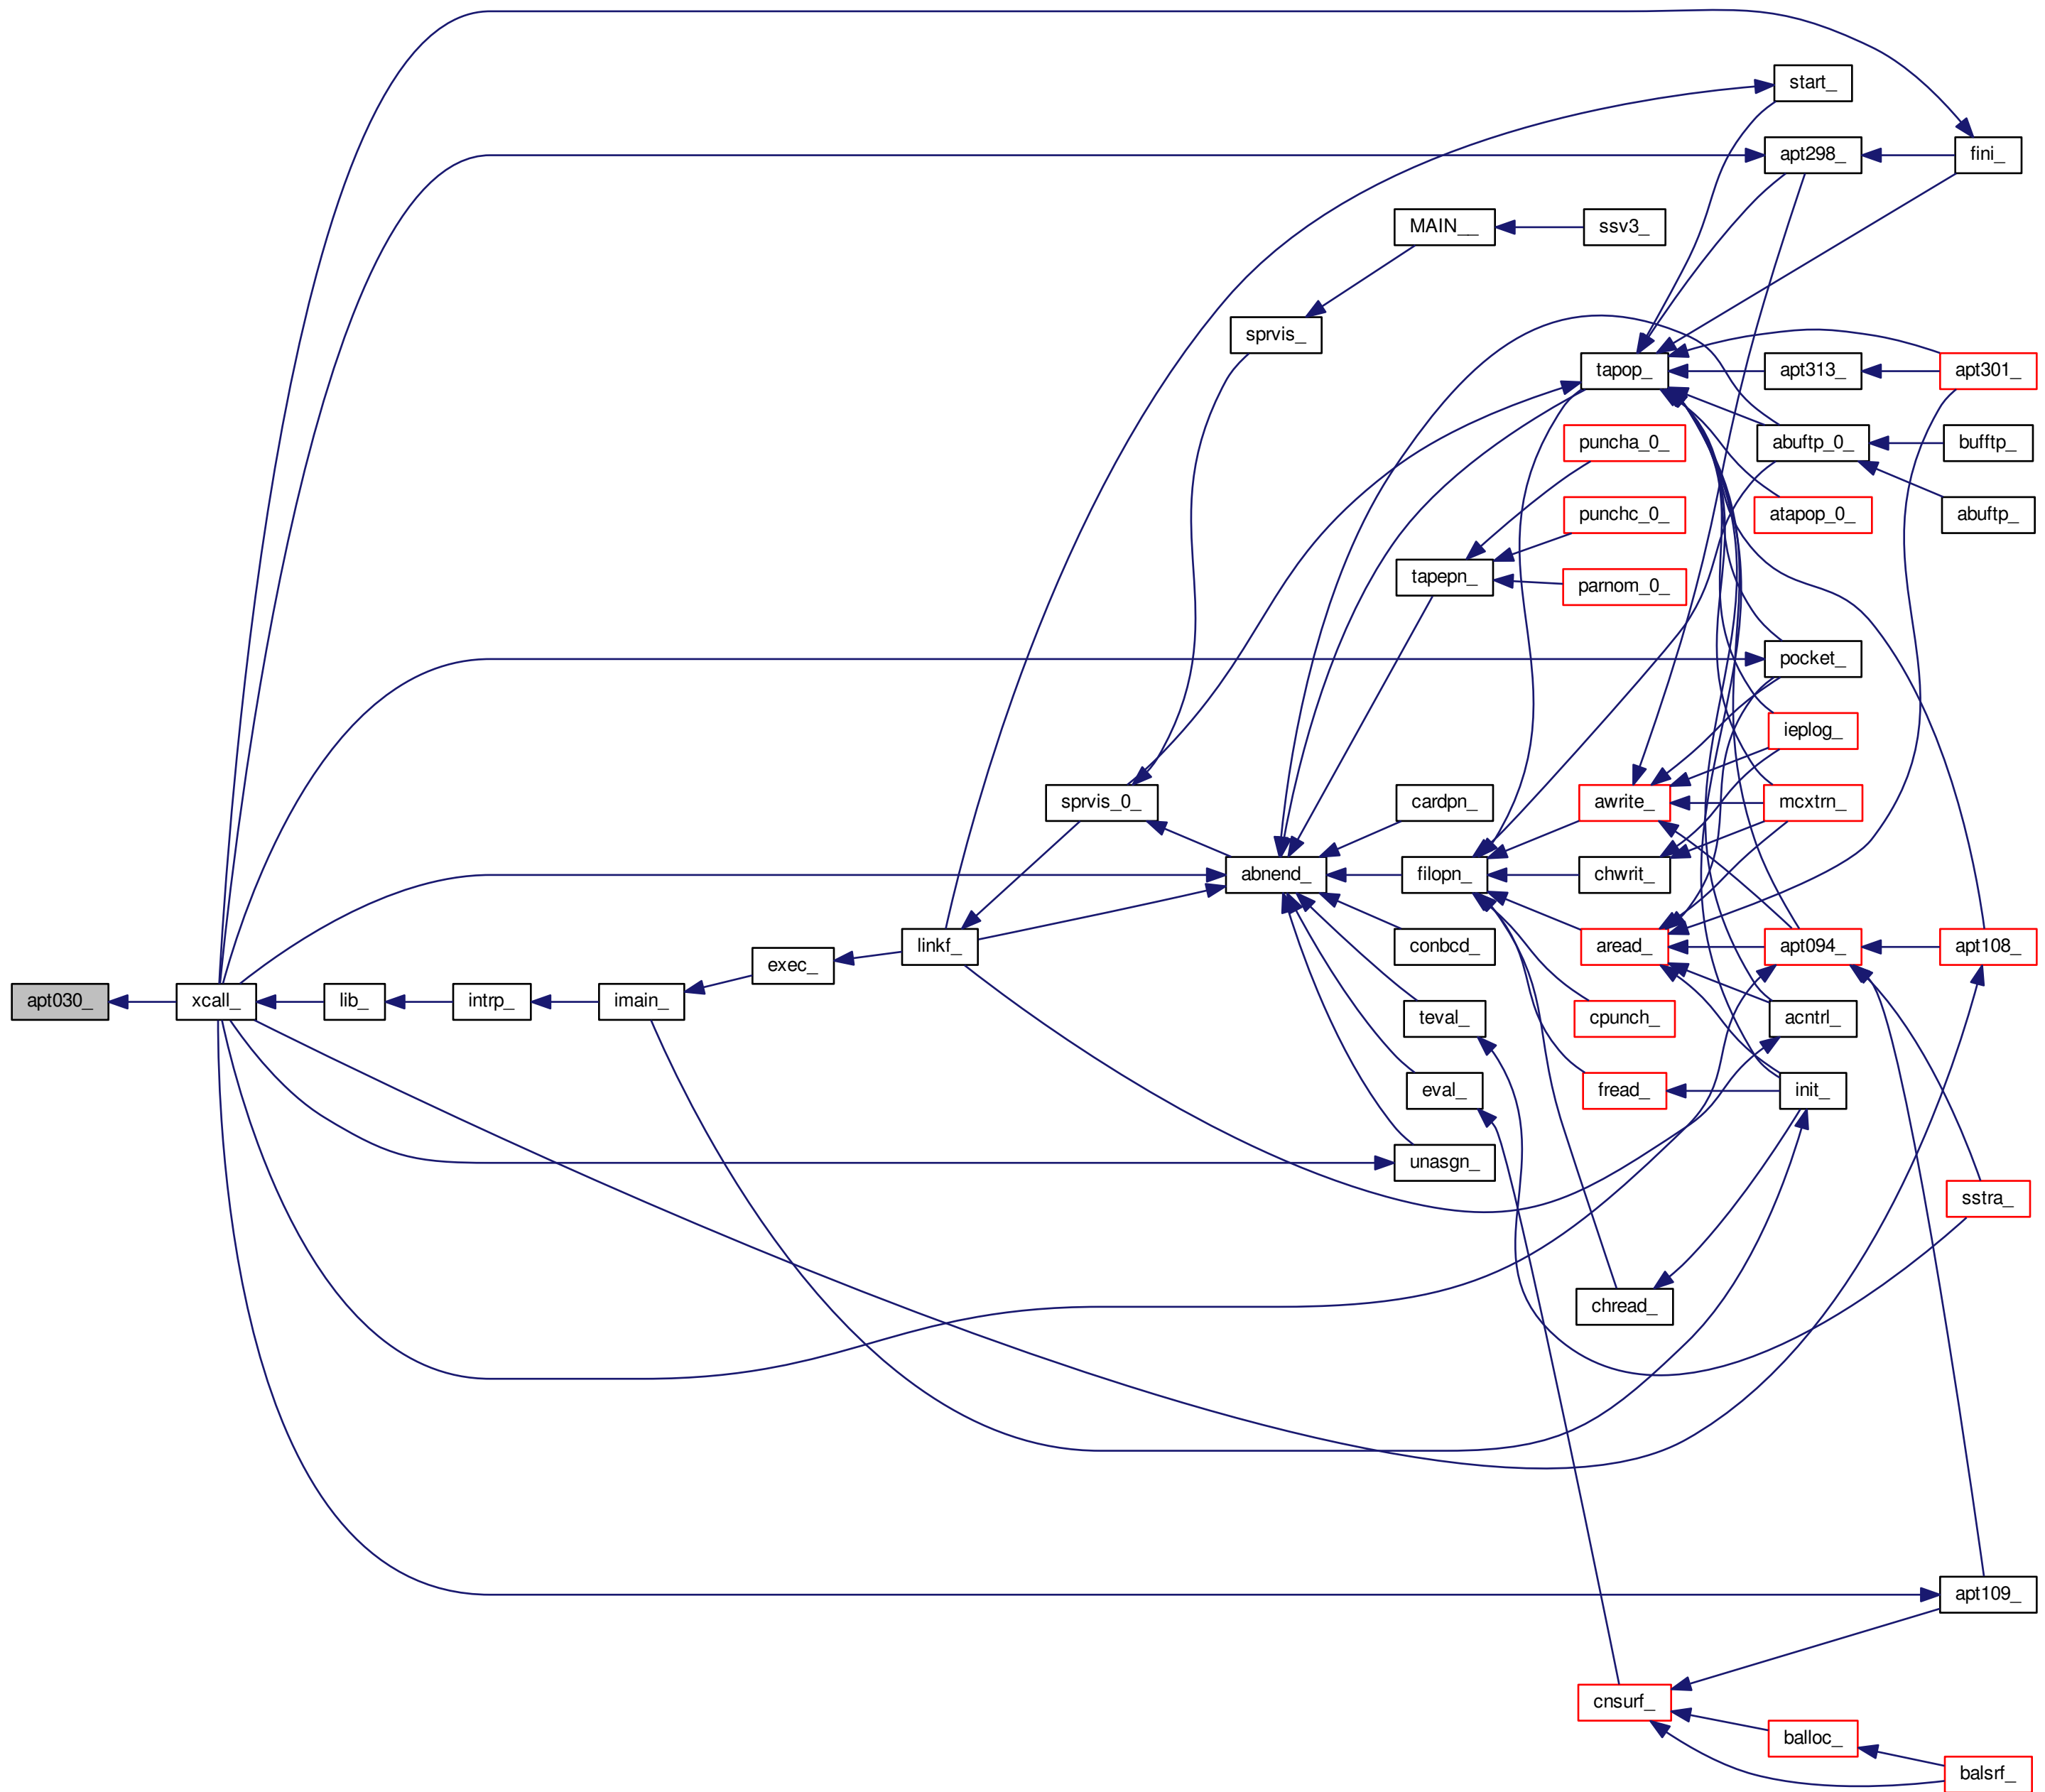 start_
apt298_
fini_
MAIN__
ssv3_
sprvis_
tapop_
apt313_
apt301_
puncha_0_
abuftp_0_
bufftp_
punchc_0_
atapop_0_
abuftp_
tapepn_
parnom_0_
pocket_
ieplog_
sprvis_0_
cardpn_
awrite_
mcxtrn_
abnend_
filopn_
chwrit_
linkf_
conbcd_
aread_
apt094_
apt108_
exec_
apt030_
xcall_
lib_
intrp_
imain_
teval_
cpunch_
acntrl_
eval_
fread_
init_
unasgn_
sstra_
chread_
apt109_
cnsurf_
balloc_
balsrf_